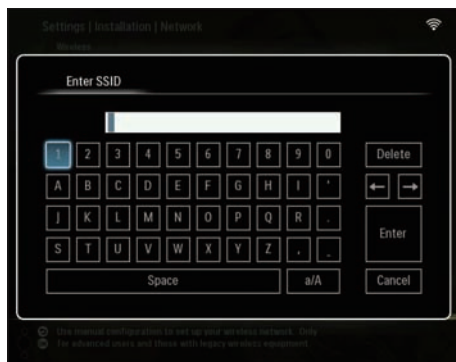 Settings | Installation | Network
Wireless
Enter SSID
1 2 3 4 5 6 7 8 9 0 Delete
A B C D E F G H I ' ← →
J K L M N O P Q R . Enter
S T U V W X Y Z , _
Space a/A Cancel
Use manual configuration to set up your wireless network. Only
for advanced users and those with legacy wireless equipment.